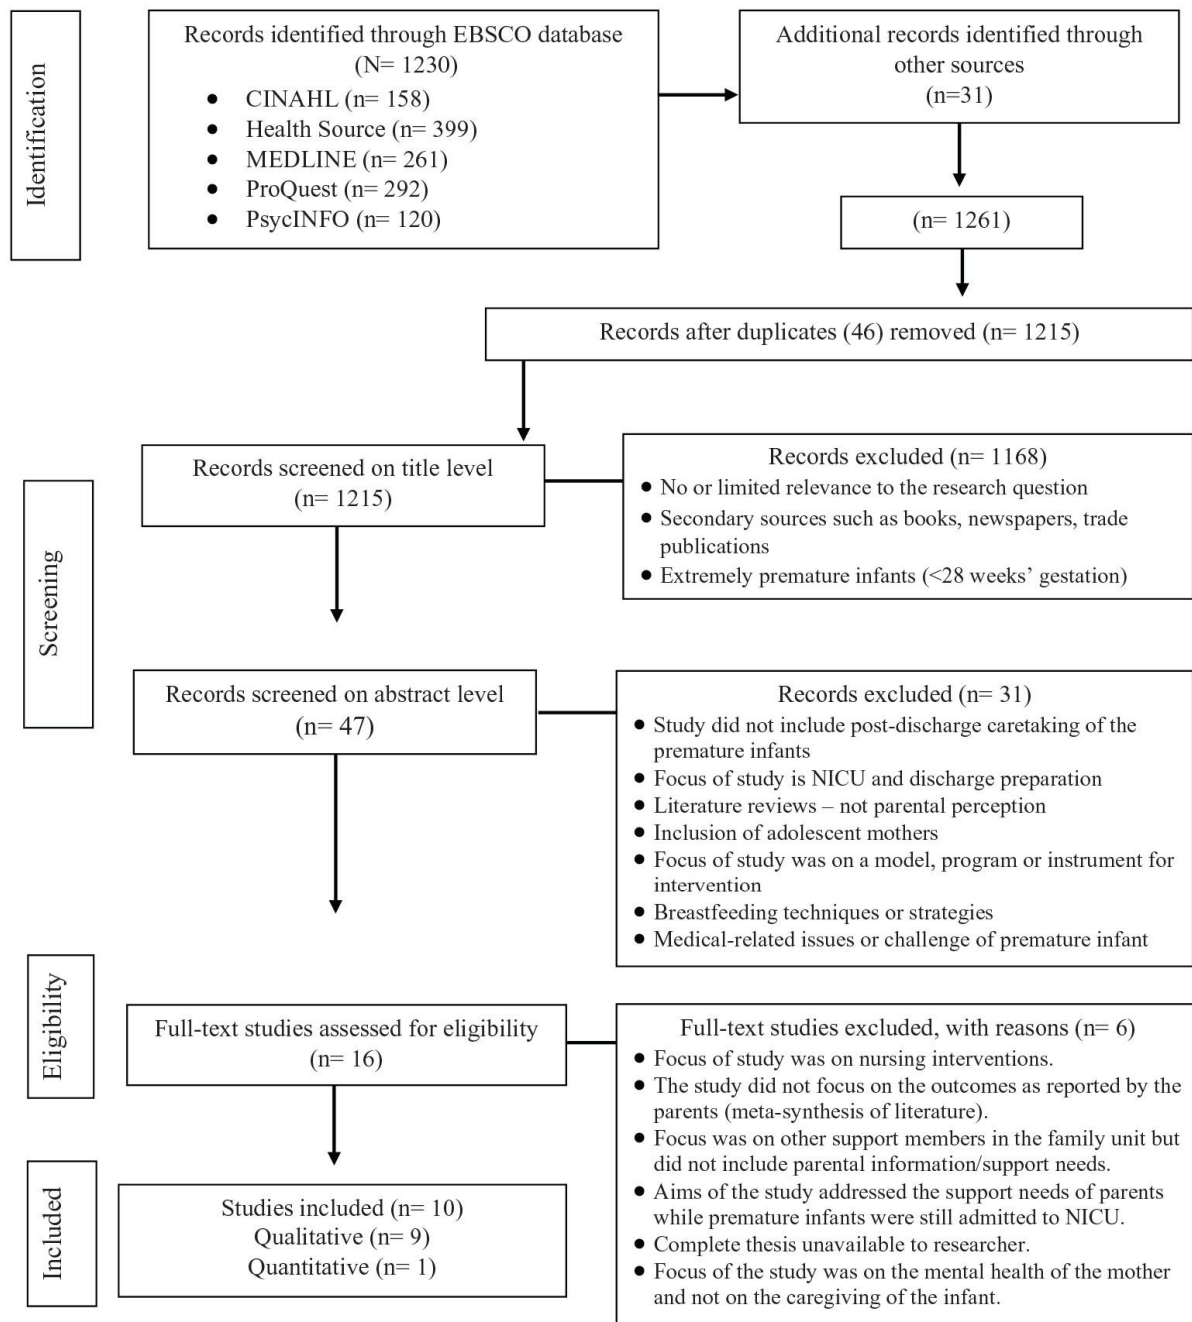 Identification
Records identified through EBSCO database
(N= 1230)
● CINAHL (n= 158)
● Health Source (n= 399)
● MEDLINE (n= 261)
● ProQuest (n= 292)
● PsycINFO (n= 120)
Additional records identified through
other sources
(n=31)
(n= 1261)
Records after duplicates (46) removed (n= 1215)
Screening
Records screened on title level
(n= 1215)
Records excluded (n= 1168)
● No or limited relevance to the research question
● Secondary sources such as books, newspapers, trade
publications
● Extremely premature infants (<28 weeks’ gestation)
Records screened on abstract level
(n= 47)
Records excluded (n= 31)
● Study did not include post-discharge caretaking of the
premature infants
● Focus of study is NICU and discharge preparation
● Literature reviews – not parental perception
● Inclusion of adolescent mothers
● Focus of study was on a model, program or instrument for
intervention
● Breastfeeding techniques or strategies
● Medical-related issues or challenge of premature infant
Eligibility
Full-text studies assessed for eligibility
(n= 16)
Full-text studies excluded, with reasons (n= 6)
● Focus of study was on nursing interventions.
● The study did not focus on the outcomes as reported by the
parents (meta-synthesis of literature).
● Focus was on other support members in the family unit but
did not include parental information/support needs.
● Aims of the study addressed the support needs of parents
while premature infants were still admitted to NICU.
● Complete thesis unavailable to researcher.
● Focus of the study was on the mental health of the mother
and not on the caregiving of the infant.
Included
Studies included (n= 10)
Qualitative (n= 9)
Quantitative (n= 1)